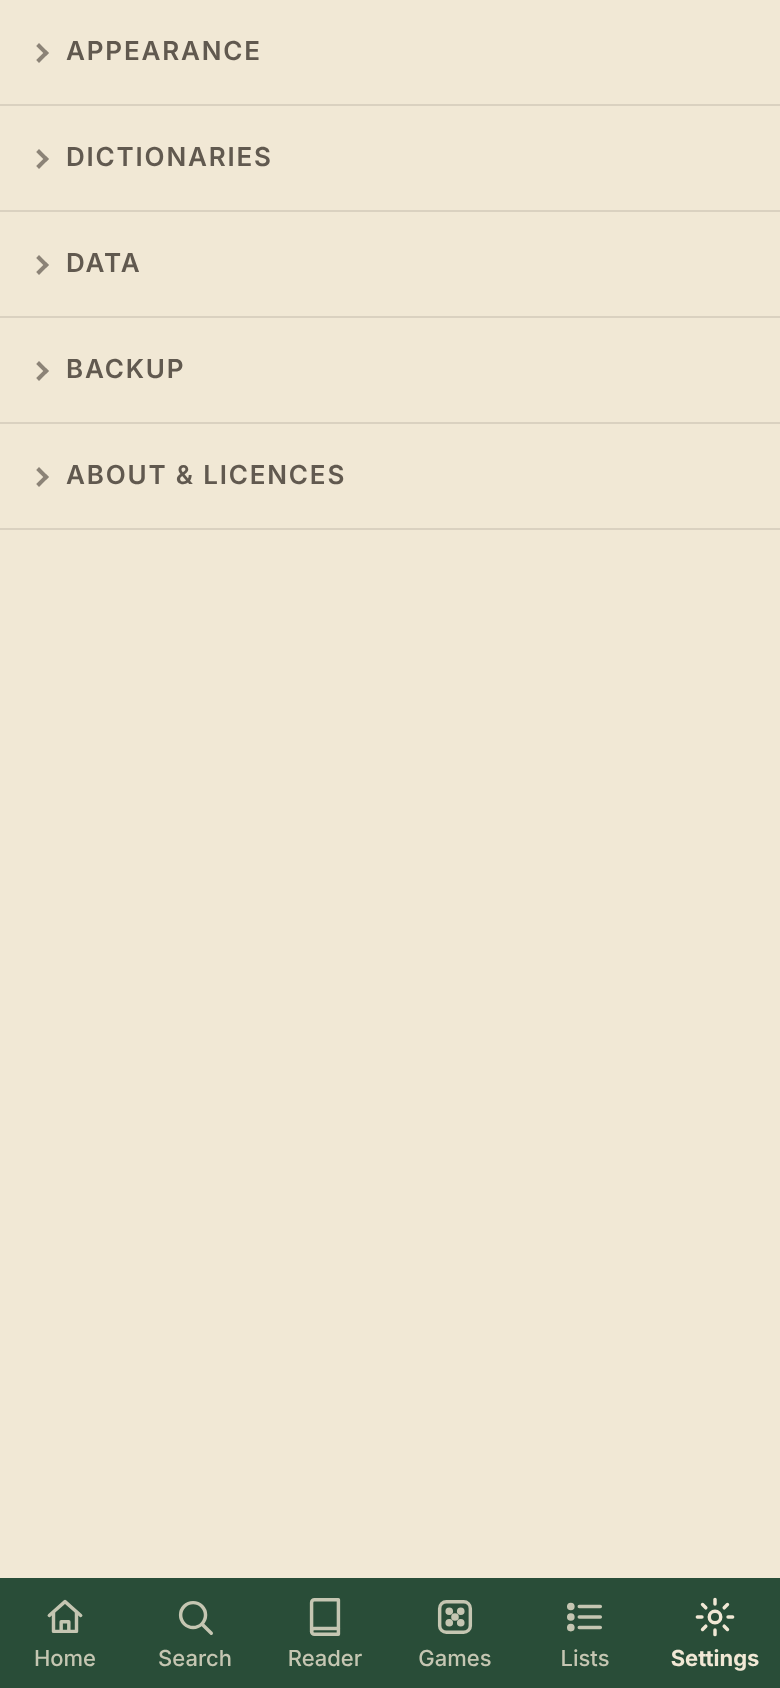 APPEARANCE
DICTIONARIES
DATA
BACKUP
ABOUT & LICENCES
Home Search Reader Games Lists Settings